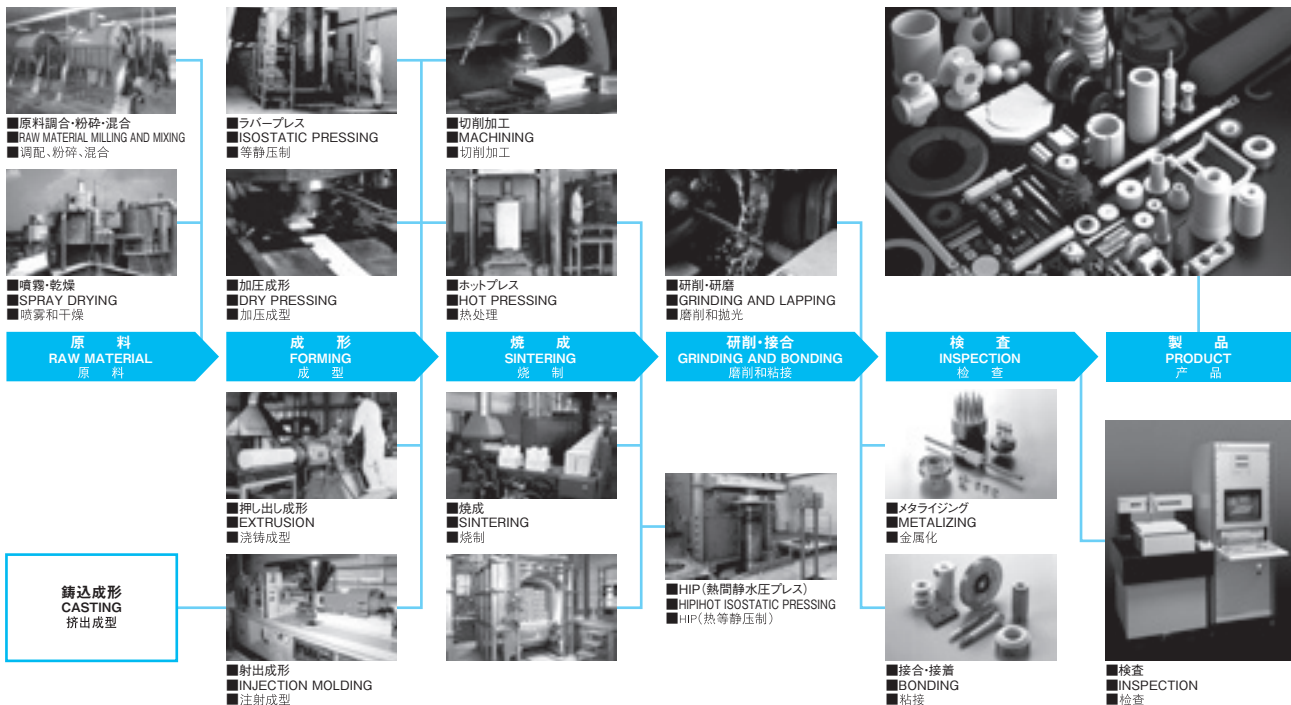 ■原料調合・粉砕・混合
■RAW MATERIAL MILLING AND MIXING
■调配、粉碎、混合
■ラバープレス
■ISOSTATIC PRESSING
■等静压制
■切削加工
■MACHINING
■切削加工
■噴霧・乾燥
■SPRAY DRYING
■喷雾和干燥
■加圧成形
■DRY PRESSING
■加压成型
■ホットプレス
■HOT PRESSING
■热处理
■研削・研磨
■GRINDING AND LAPPING
■磨削和抛光
原 料
RAW MATERIAL
原 料
成 形
FORMING
成 型
焼 成
SINTERING
烧 制
研削・接合
GRINDING AND BONDING
磨削和粘接
検 査
INSPECTION
检 查
製 品
PRODUCT
产 品
■押し出し成形
■EXTRUSION
■浇铸成型
■焼成
■SINTERING
■烧制
■メタライジング
■METALIZING
■金属化
鋳込成形
CASTING
挤出成型
■HIP（熱間静水圧プレス）
■HIPIHOT ISOSTATIC PRESSING
■HIP（热等静压制）
■射出成形
■INJECTION MOLDING
■注射成型
■接合・接着
■BONDING
■粘接
■検査
■INSPECTION
■检查